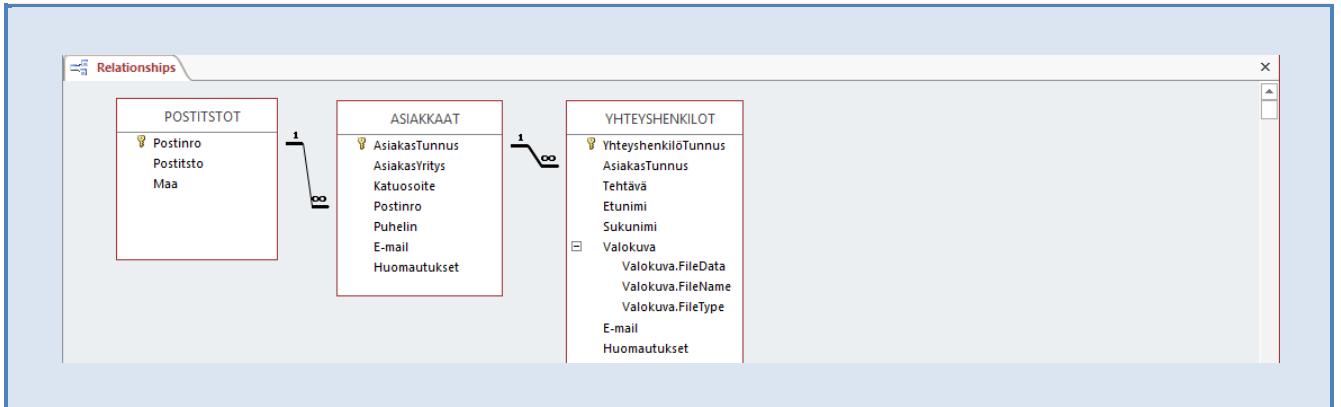 Relationships
POSTITSTOT
Postinro
Postitsto
Maa
1
∞
ASIAKKAAT
AsiakasTunnus
AsiakasYritys
Katuosoite
Postinro
Puhelin
E-mail
Huomautukset
1
∞
YHTEYSHENKILOT
YhteyshenkilöTunnus
AsiakasTunnus
Tehtävä
Etunimi
Sukunimi
Valokuva
Valokuva.FileData
Valokuva.FileName
Valokuva.FileType
E-mail
Huomautukset